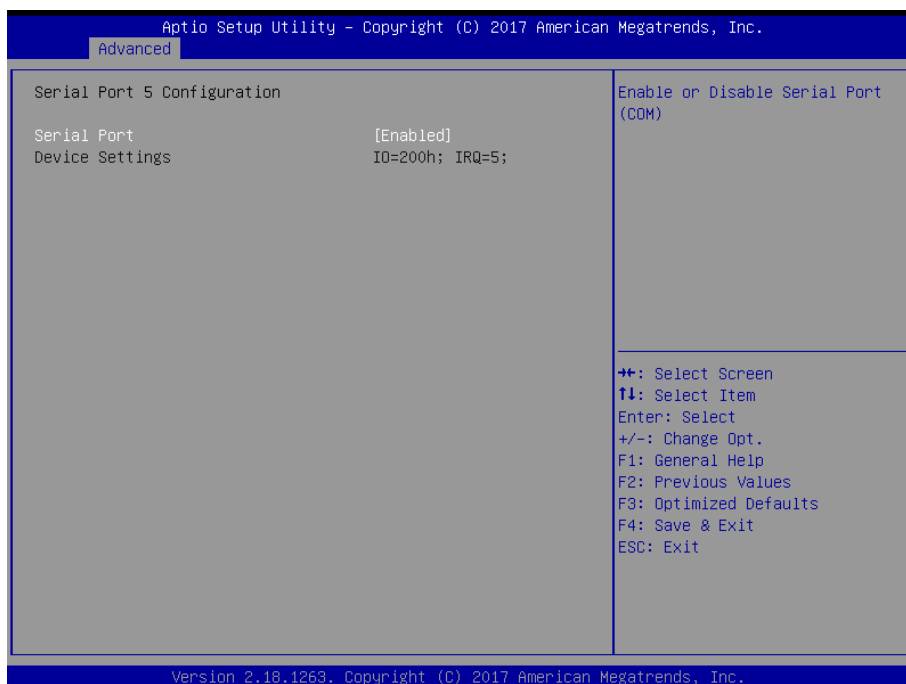 Aptio Setup Utility – Copyright (C) 2017 American Megatrends, Inc.
Advanced
Serial Port 5 Configuration
Serial Port [Enabled]
Device Settings IO=200h; IRQ=5;
Enable or Disable Serial Port
(COM)
→←: Select Screen
↑↓: Select Item
Enter: Select
+/-: Change Opt.
F1: General Help
F2: Previous Values
F3: Optimized Defaults
F4: Save & Exit
ESC: Exit
Version 2.18.1263. Copyright (C) 2017 American Megatrends, Inc.